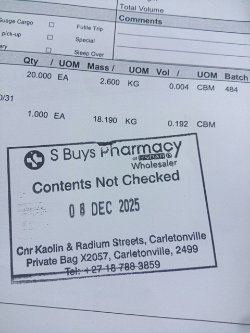 Total Volume
Gauge Cargo Futile Trip Comments
pick-up Special
Sleep Over
Qty / UOM Mass / UOM Vol / UOM Batch
20.000 EA 2.600 KG 0.004 CBM 484
0/31
1.000 EA 18.190 KG 0.192 CBM
S Buys Pharmacy
Wholesaler
Contents Not Checked
08 DEC 2025
Cnr Kaolin & Radium Streets, Carletonville
Private Bag X2057, Carletonville, 2499
Tel: +27 18 788 3859